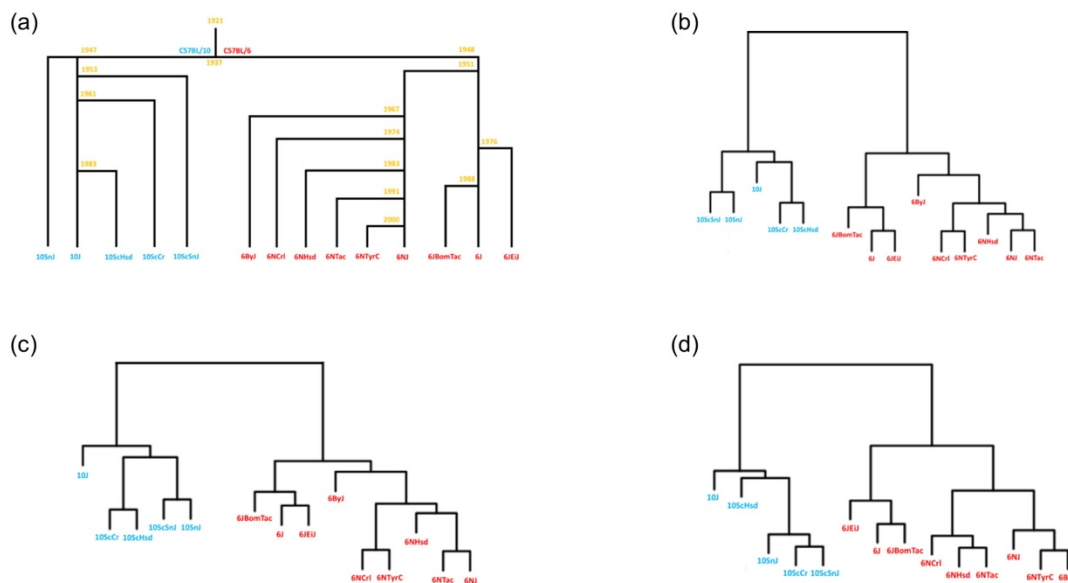 (a)
1921
1947
C57BL/10
C57BL/6
1948
1937
1953
1951
1961
1967
1974
1976
1983
1983
1988
1991
2000
10SnJ
10J
10ScHsd
10ScCr
10ScSnJ
6ByJ
6NCrl
6NHsd
6NTac
6NTyrC
6NJ
6JBomTac
6J
6JEiJ
(b)
10J
10ScSnJ
10SnJ
10ScCr
10ScHsd
6ByJ
6JBomTac
6J
6JEiJ
6NHsd
6NCrl
6NTyrC
6NJ
6NTac
(c)
10J
10ScSnJ
10SnJ
10ScCr
10ScHsd
6ByJ
6JBomTac
6J
6JEiJ
6NHsd
6NCrl
6NTyrC
6NTac
6NJ
(d)
10J
10ScHsd
10SnJ
10ScCr
10ScSnJ
6JEiJ
6J
6JBomTac
6NCrl
6NHsd
6NTac
6NJ
6NTyrC